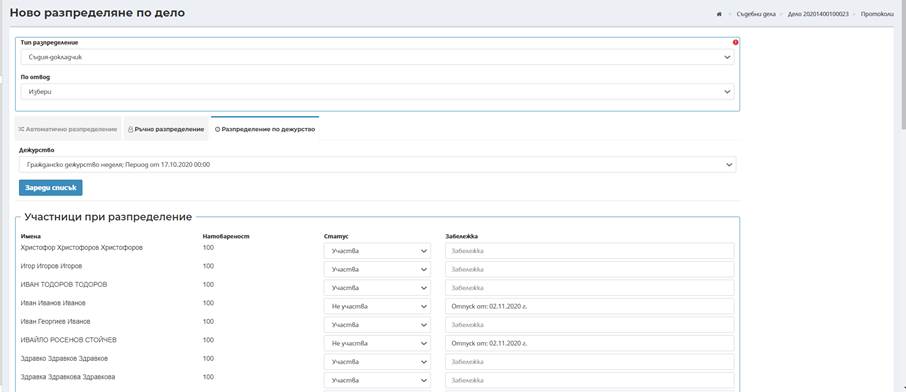 Ново разпределяне по дело
Съдебни дела
Дело 20201400100023
Протоколи
Тип разпределение
Съдия-докладчик
По отвод
Избери
Автоматично разпределение
Ръчно разпределение
Разпределение по дежурство
Дежурство
Гражданско дежурство неделя; Период от 17.10.2020 00:00
Зареди списък
Участници при разпределение
Имена Натовареност Статус Забележка
Христофор Христофоров Христофоров 100 Участва Забележка
Игор Игоров Игоров 100 Участва Забележка
ИВАН ТОДОРОВ ТОДОРОВ 100 Участва Забележка
Иван Иванов Иванов 100 Не участва Отпуск от: 02.11.2020 г.
Иван Георгиев Иванов 100 Участва Забележка
ИВАЙЛО РОСЕНОВ СТОЙЧЕВ 100 Не участва Отпуск от: 02.11.2020 г.
Здравко Здравков Здравков 100 Участва Забележка
Здравка Здравкова Здравкова 100 Участва Забележка